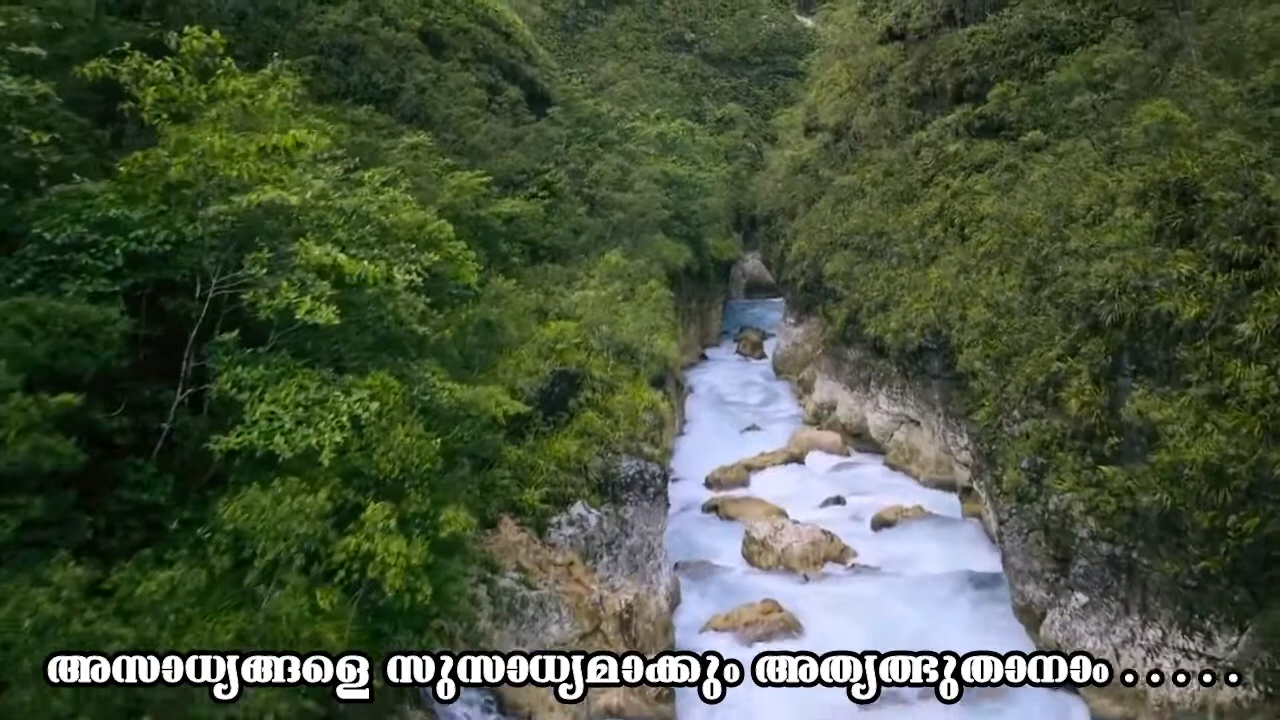 അസാധ്യങ്ങളെ സുസാധ്യമാക്കും അത്യത്ഭുതാനാം . . . . .